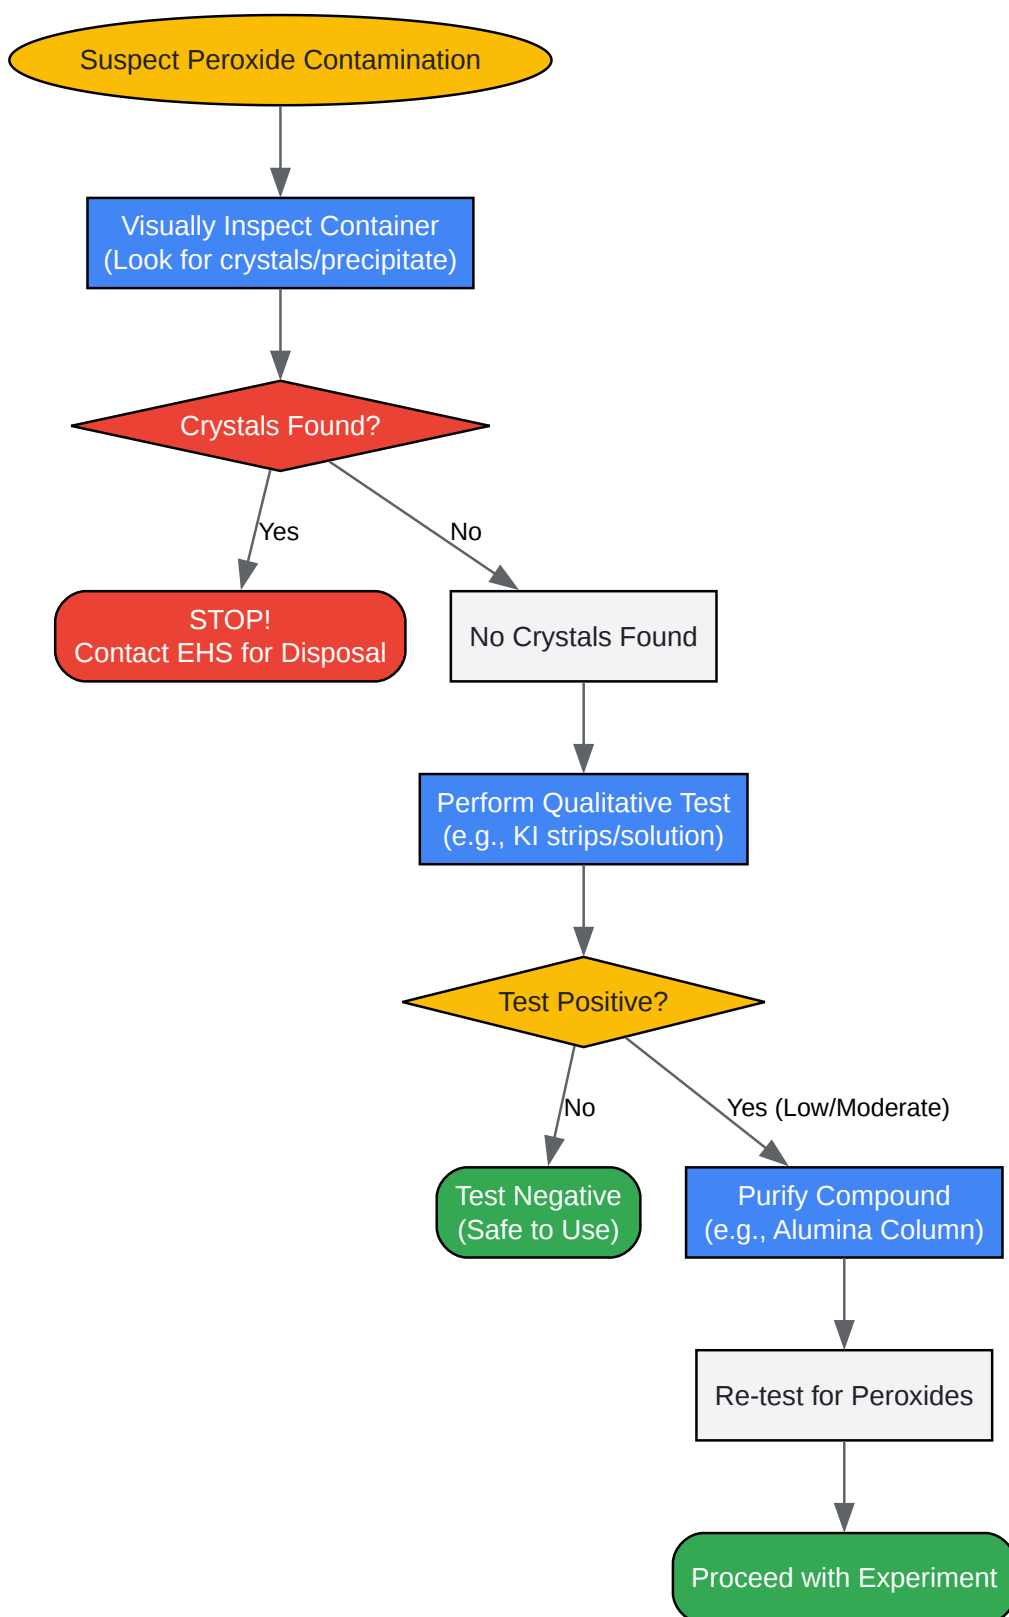 Suspect Peroxide Contamination
Visually Inspect Container
(Look for crystals/precipitate)
Crystals Found?
Yes
No
STOP!
Contact EHS for Disposal
No Crystals Found
Perform Qualitative Test
(e.g., KI strips/solution)
Test Positive?
No
Yes (Low/Moderate)
Test Negative
(Safe to Use)
Purify Compound
(e.g., Alumina Column)
Re-test for Peroxides
Proceed with Experiment